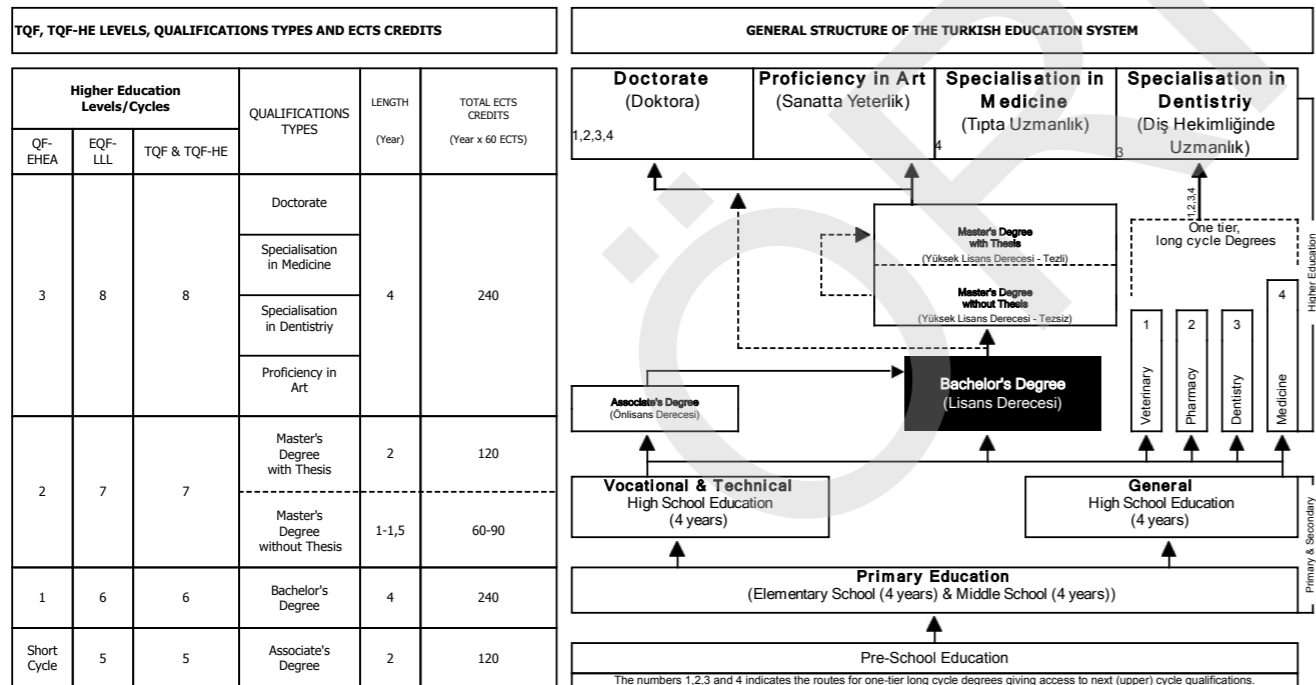 TQF, TQF-HE LEVELS, QUALIFICATIONS TYPES AND ECTS CREDITS
Higher Education
Levels/Cycles
QUALIFICATIONS
TYPES
LENGTH
(Year)
TOTAL ECTS
CREDITS
(Year x 60 ECTS)
QF-
EHEA
EQF-
LLL
TQF & TQF-HE
3
8
8
Doctorate
Specialisation
in Medicine
Specialisation
in Dentistriy
Proficiency in
Art
4
240
2
7
7
Master's
Degree
with Thesis
2
120
Master's
Degree
without Thesis
1-1,5
60-90
1
6
6
Bachelor's
Degree
4
240
Short
Cycle
5
5
Associate's
Degree
2
120
GENERAL STRUCTURE OF THE TURKISH EDUCATION SYSTEM
Doctorate
(Doktora)
1,2,3,4
Proficiency in Art
(Sanatta Yeterlik)
Specialisation in
Medicine
(Tıpta Uzmanlık)
4
Specialisation in
Dentistriy
(Diş Hekimliğinde
Uzmanlık)
3
1,2,3,4
Master's Degree
with Thesis
(Yüksek Lisans Derecesi - Tezli)
Master's Degree
without Thesis
(Yüksek Lisans Derecesi - Tezsiz)
One tier,
long cycle Degrees
1
Veterinary
2
Pharmacy
3
Dentistry
4
Medicine
Higher Education
Associate's Degree
(Önlisans Derecesi)
Bachelor's Degree
(Lisans Derecesi)
Vocational & Technical
High School Education
(4 years)
General
High School Education
(4 years)
Primary & Secondary
Primary Education
(Elementary School (4 years) & Middle School (4 years))
Pre-School Education
The numbers 1,2,3 and 4 indicates the routes for one-tier long cycle degrees giving access to next (upper) cycle qualifications.